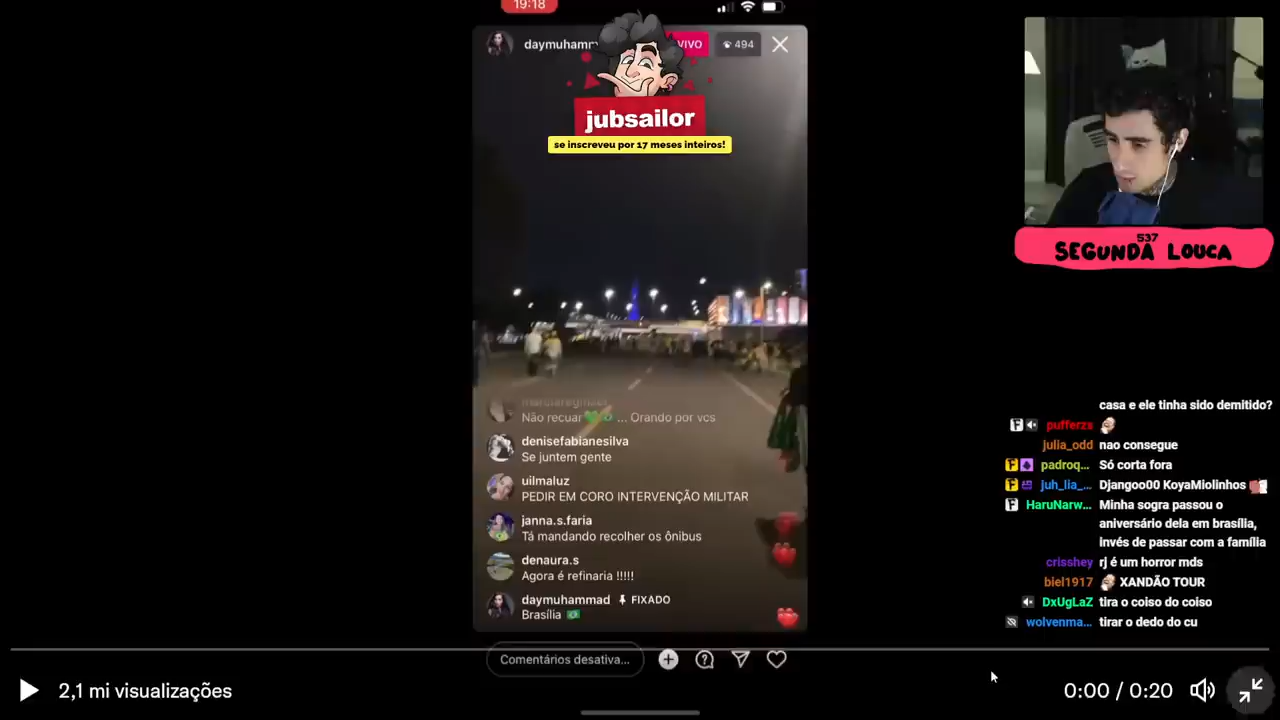 19:18
daymuhamm
VIVO
494
jubsailor
se inscreveu por 17 meses inteiros!
537
SEGUNDA LOUCA
Não recuar💚 ... Orando por vcs
denisefabianesilva
Se juntem gente
uilmaluz
PEDIR EM CORO INTERVENÇÃO MILITAR
janna.s.faria
Tá mandando recolher os ônibus
denaura.s
Agora é refinaria !!!!!
daymuhammad FIXADO
Brasília 🇧🇷
Comentários desativa...
casa e ele tinha sido demitido?
pufferzs
julia_odd nao consegue
padroq... Só corta fora
juh_lia_... Djangoo00 KoyaMiolinhos
HaruNarw... Minha sogra passou o
aniversário dela em brasília,
invés de passar com a família
crisshey rj é um horror mds
biel1917 XANDÃO TOUR
DxUgLaZ tira o coiso do coiso
wolvenma... tirar o dedo do cu
2,1 mi visualizações
0:00 / 0:20